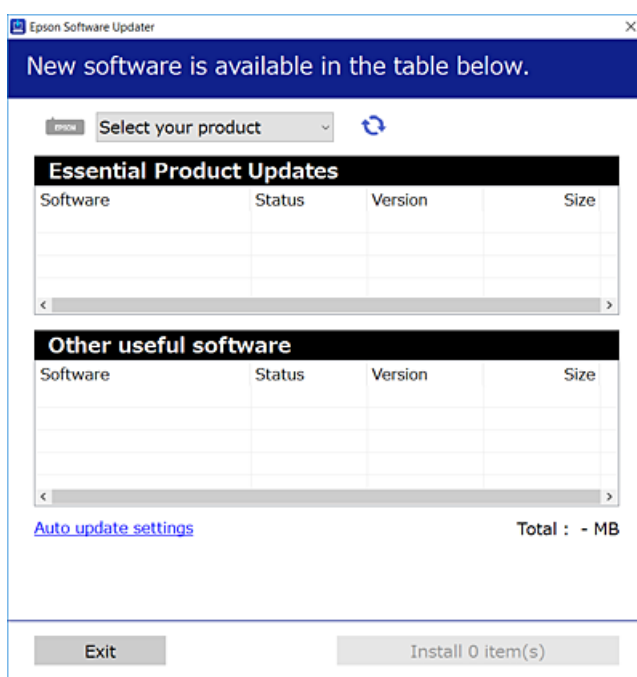 Epson Software Updater
New software is available in the table below.
EPSON Select your product
Essential Product Updates
Software Status Version Size
Other useful software
Software Status Version Size
Auto update settings Total : - MB
Exit Install 0 item(s)